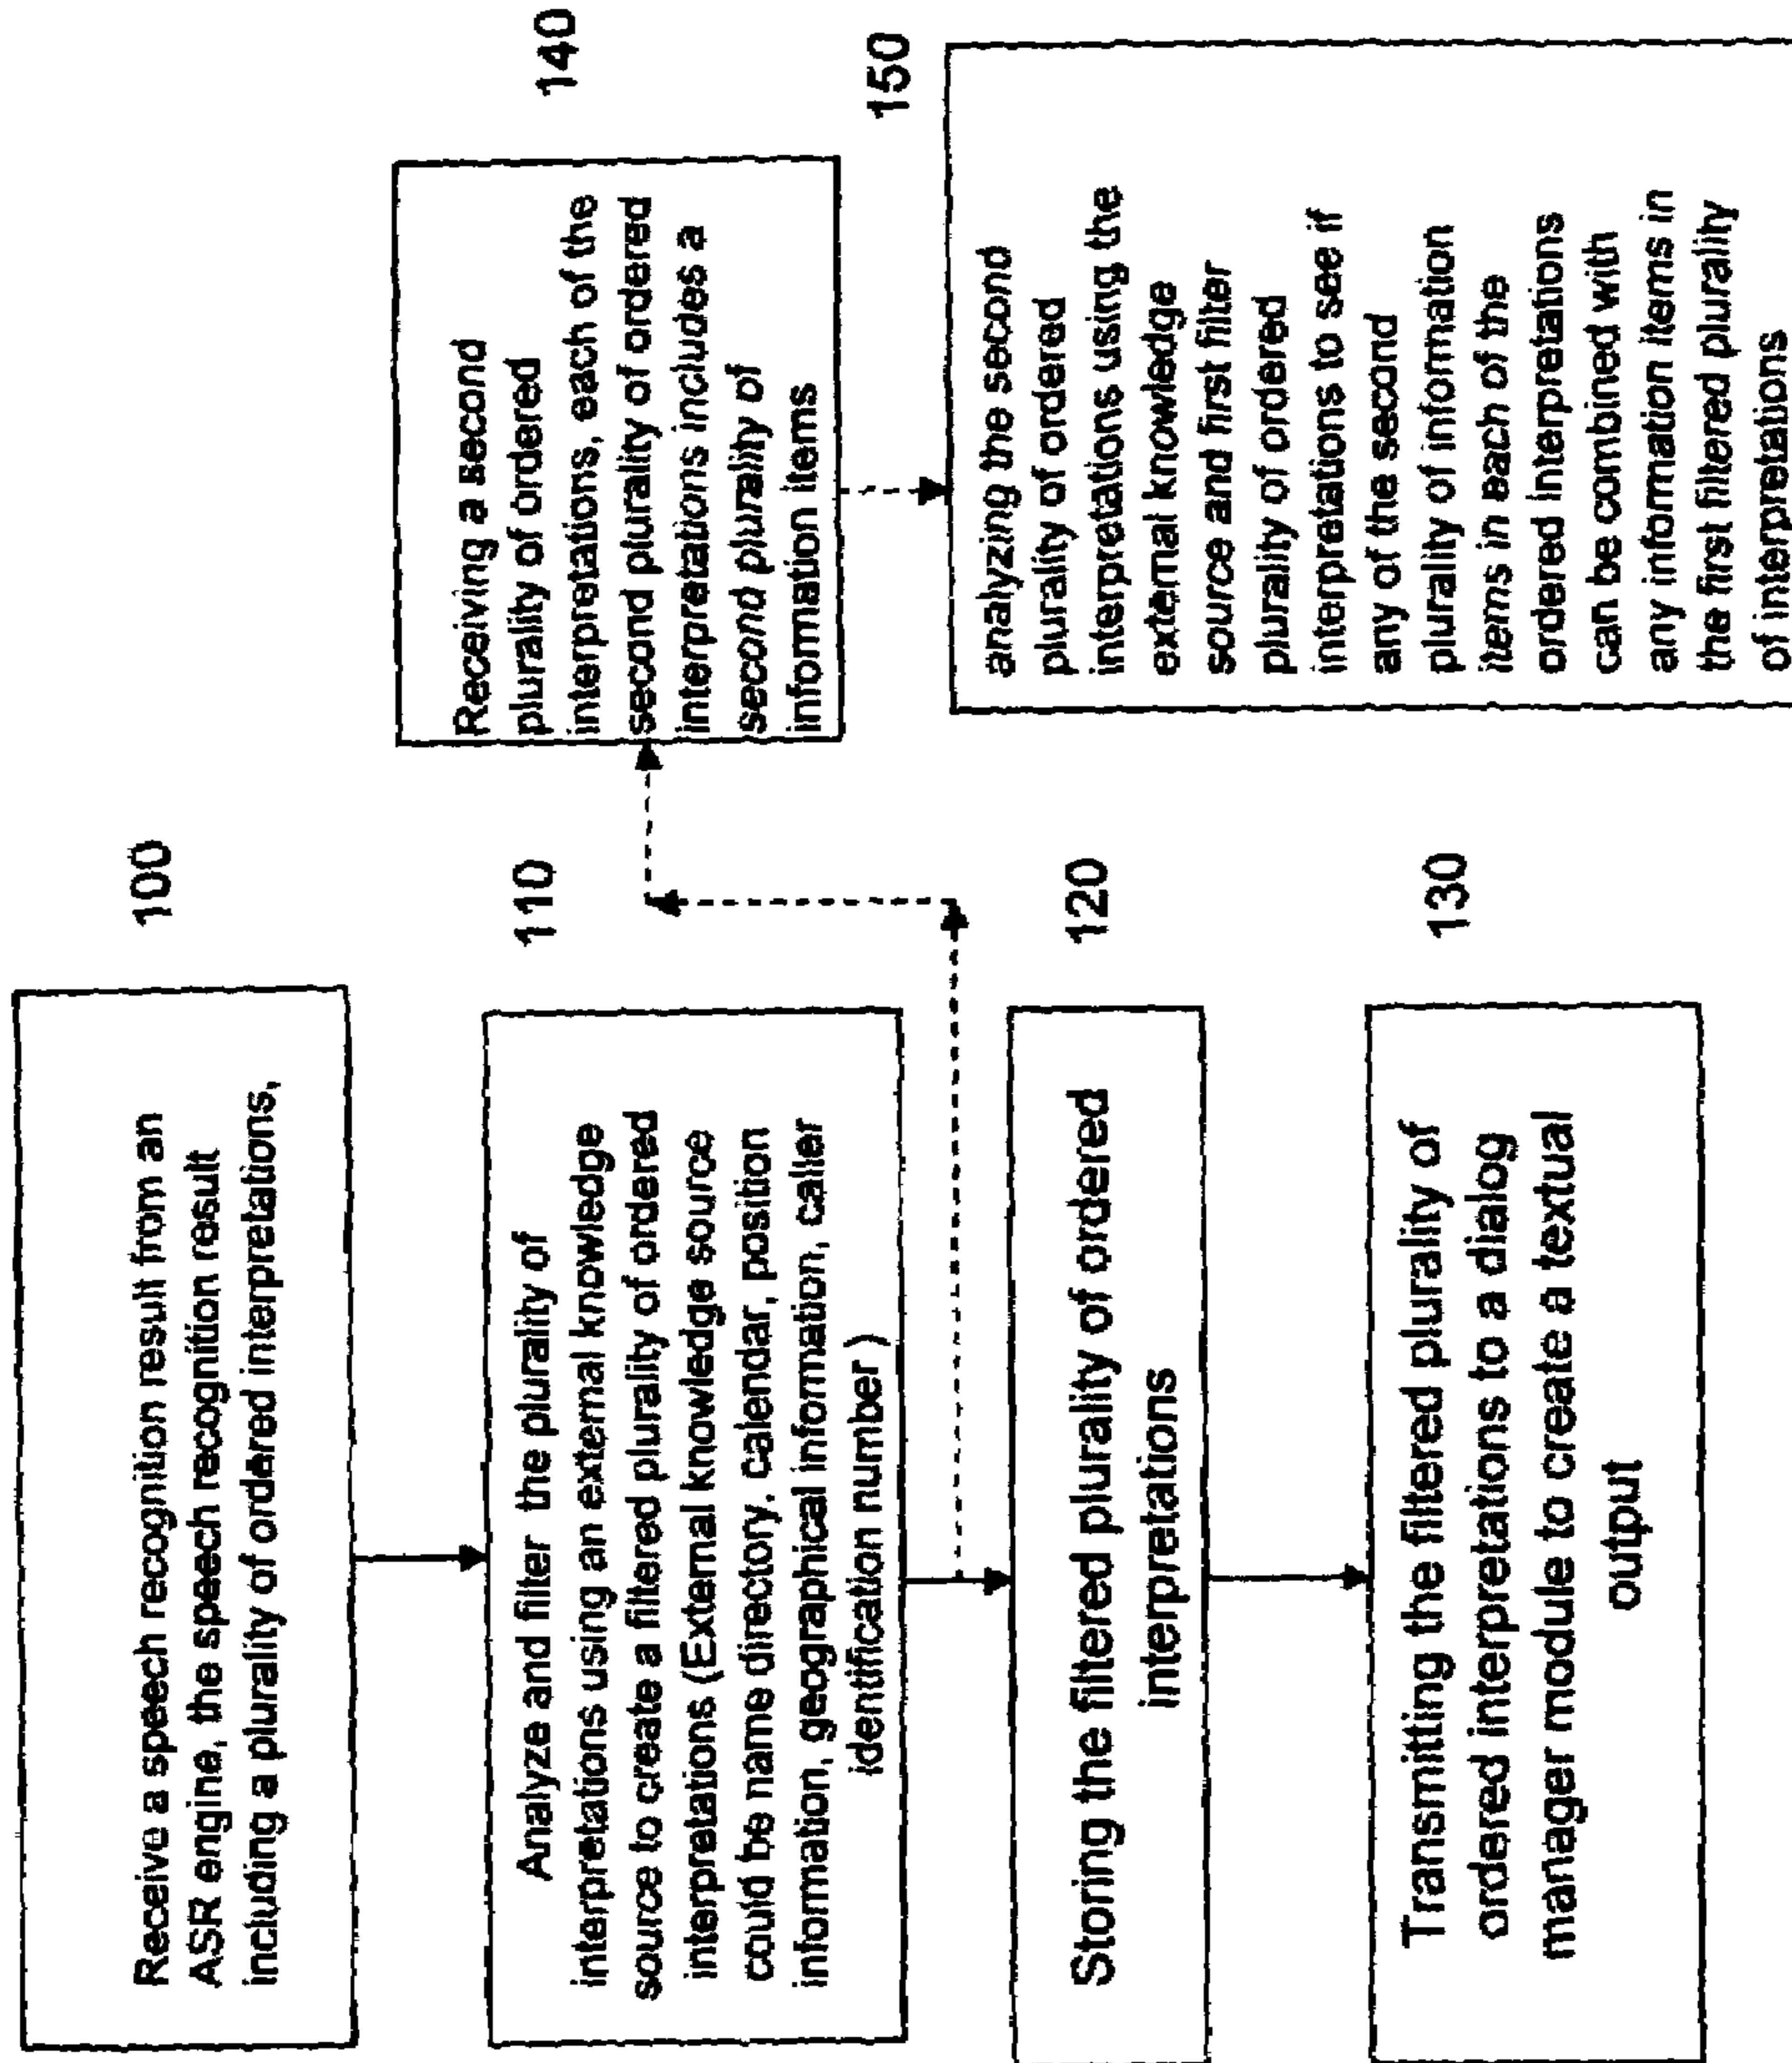 100
Receive a speech recognition result from an
ASR engine, the speech recognition result
including a plurality of ordered interpretations,
110
Analyze and filter the plurality of
interpretations using an external knowledge
source to create a filtered plurality of ordered
interpretations (External knowledge source
could be name directory, calendar, position
information, geographical information, caller
identification number )
120
Storing the filtered plurality of ordered
interpretations
130
Transmitting the filtered plurality of
ordered interpretations to a dialog
manager module to create a textual
output
140
Receiving a second
plurality of ordered
interpretations, each of the
second plurality of ordered
interpretations includes a
second plurality of
information items
150
analyzing the second
plurality of ordered
interpretations using the
external knowledge
source and first filter
plurality of ordered
interpretations to see if
any of the second
plurality of information
items in each of the
ordered interpretations
can be combined with
any information items in
the first filtered plurality
of interpretations